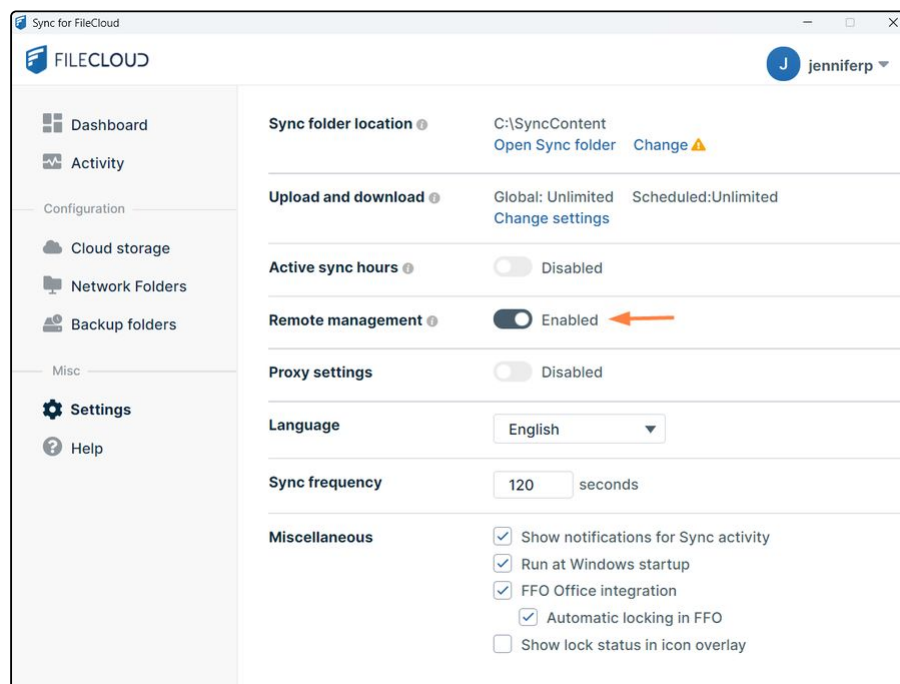 Sync for FileCloud
FILECLOUD
J jenniferp
Dashboard
Activity
Configuration
Cloud storage
Network Folders
Backup folders
Misc
Settings
Help
Sync folder location
C:\SyncContent
Open Sync folder Change
Upload and download
Global: Unlimited Scheduled:Unlimited
Change settings
Active sync hours Disabled
Remote management Enabled
Proxy settings Disabled
Language English
Sync frequency 120 seconds
Miscellaneous
Show notifications for Sync activity
Run at Windows startup
FFO Office integration
Automatic locking in FFO
Show lock status in icon overlay